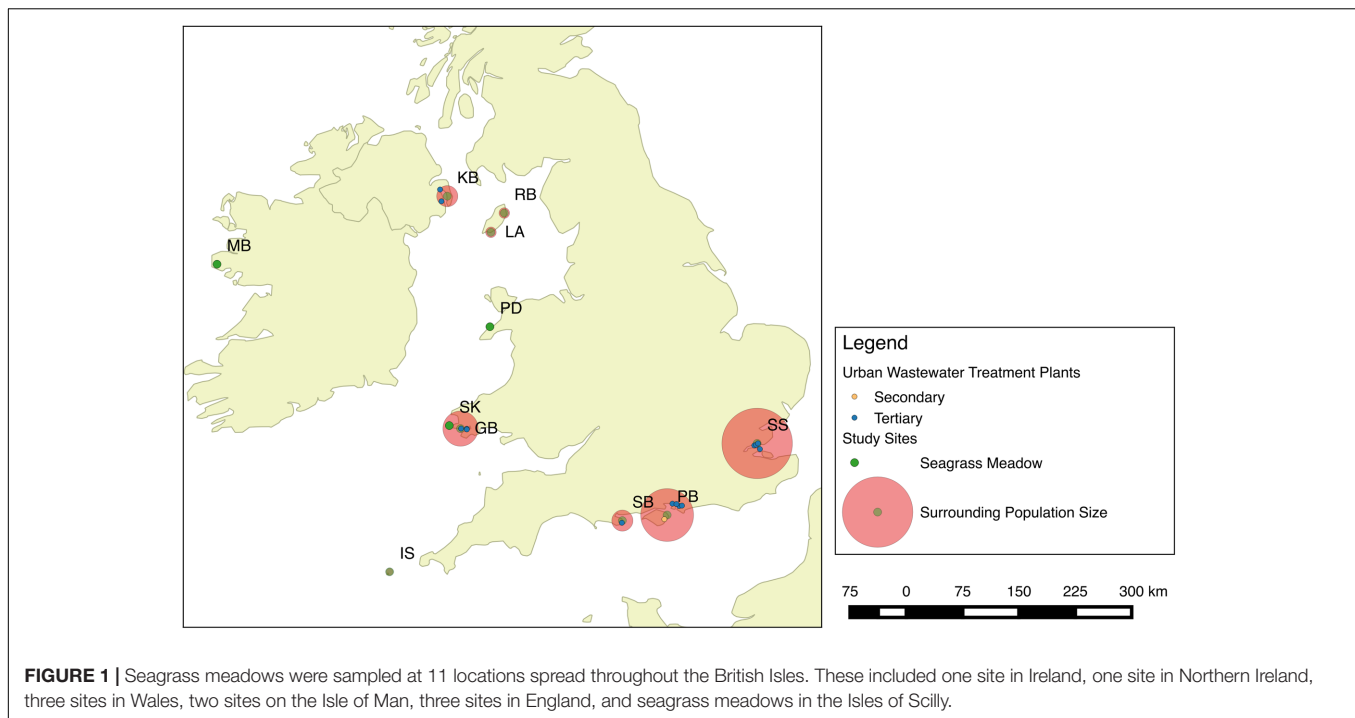 KB
RB
LA
MB
PD
SK
GB
SS
SB
PB
IS
Legend
Urban Wastewater Treatment Plants
Secondary
Tertiary
Study Sites
Seagrass Meadow
Surrounding Population Size
75 0 75 150 225 300 km
FIGURE 1 | Seagrass meadows were sampled at 11 locations spread throughout the British Isles. These included one site in Ireland, one site in Northern Ireland,
three sites in Wales, two sites on the Isle of Man, three sites in England, and seagrass meadows in the Isles of Scilly.